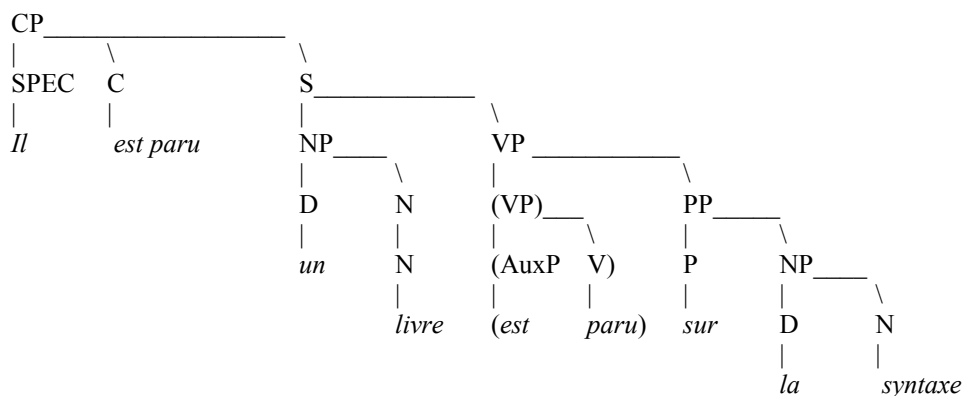 CP
SPEC C S
Il est paru NP VP
D N (VP) PP
un N (AuxP V) P NP
livre (est paru) sur D N
la syntaxe